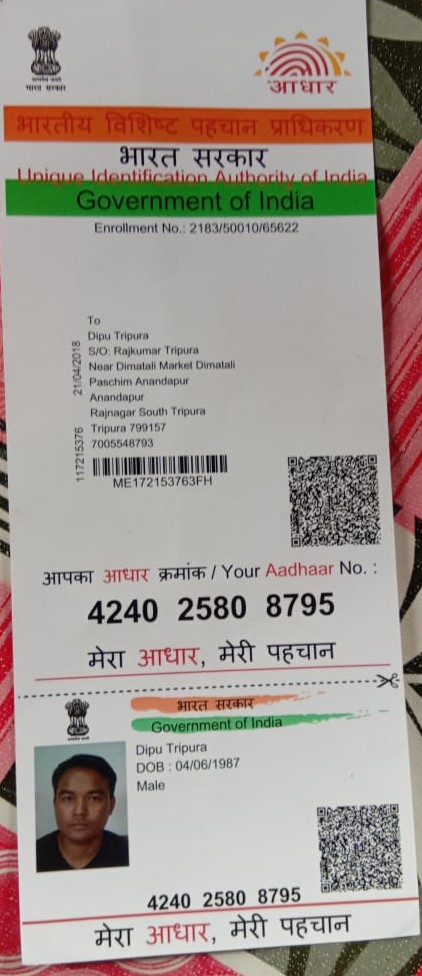 भारत सरकार
आधार
भारतीय विशिष्ट पहचान प्राधिकरण
भारत सरकार
Unique Identification Authority of India
Government of India
Enrollment No.: 2183/50010/65622
21/04/2018
117215376
To
Dipu Tripura
S/O: Rajkumar Tripura
Near Dimatali Market Dimatali
Paschim Anandapur
Anandapur
Rajnagar South Tripura
Tripura 799157
7005548793
ME172153763FH
आपका आधार क्रमांक / Your Aadhaar No. :
4240 2580 8795
मेरा आधार, मेरी पहचान
भारत सरकार
Government of India
Dipu Tripura
DOB : 04/06/1987
Male
4240 2580 8795
मेरा आधार, मेरी पहचान